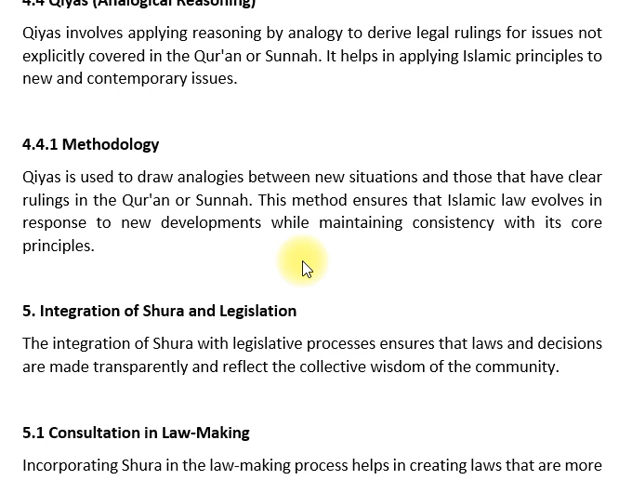 4.4 Qiyas (Analogical Reasoning)
Qiyas involves applying reasoning by analogy to derive legal rulings for issues not
explicitly covered in the Qur'an or Sunnah. It helps in applying Islamic principles to
new and contemporary issues.
4.4.1 Methodology
Qiyas is used to draw analogies between new situations and those that have clear
rulings in the Qur'an or Sunnah. This method ensures that Islamic law evolves in
response to new developments while maintaining consistency with its core
principles.
5. Integration of Shura and Legislation
The integration of Shura with legislative processes ensures that laws and decisions
are made transparently and reflect the collective wisdom of the community.
5.1 Consultation in Law-Making
Incorporating Shura in the law-making process helps in creating laws that are more